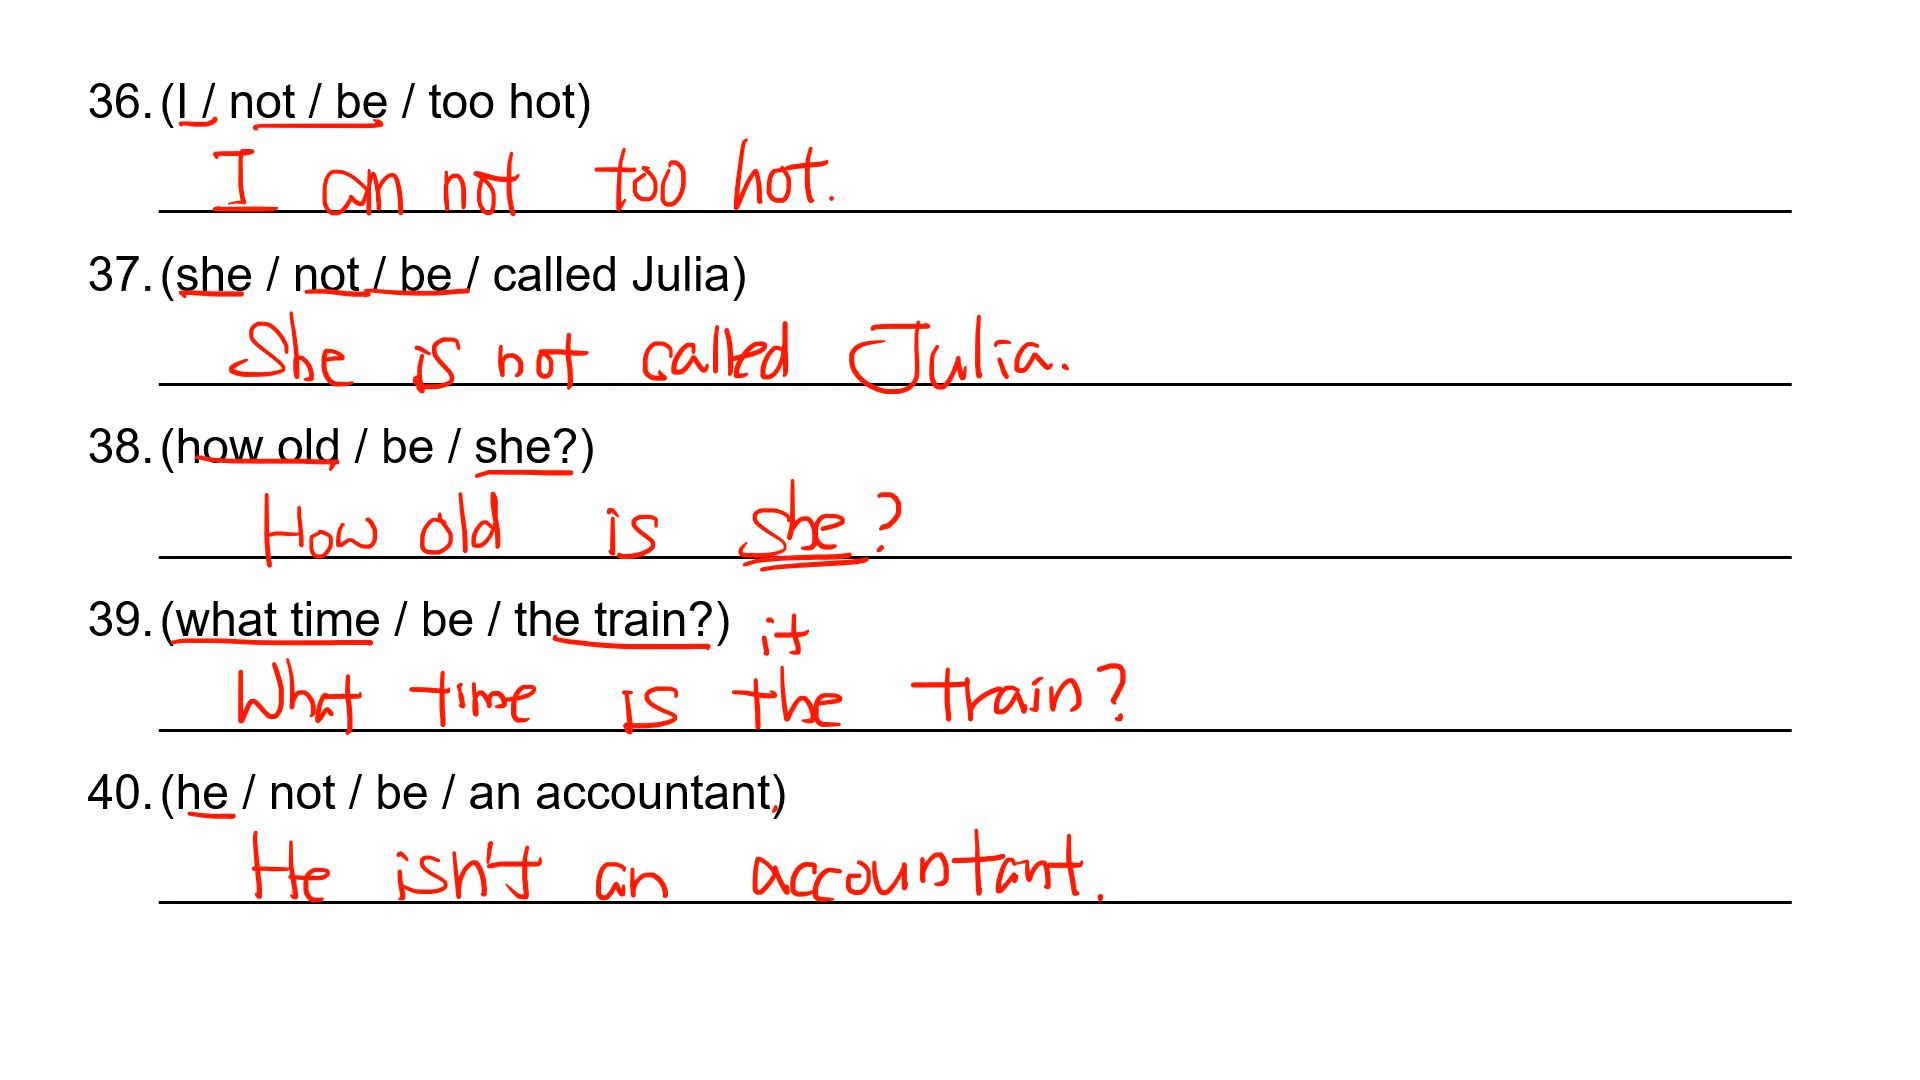 36. (I / not / be / too hot)
I am not too hot.
37. (she / not / be / called Julia)
She is not called Julia.
38. (how old / be / she?)
How old is she?
39. (what time / be / the train?)
it
What time is the train?
40. (he / not / be / an accountant)
He isn't an accountant.